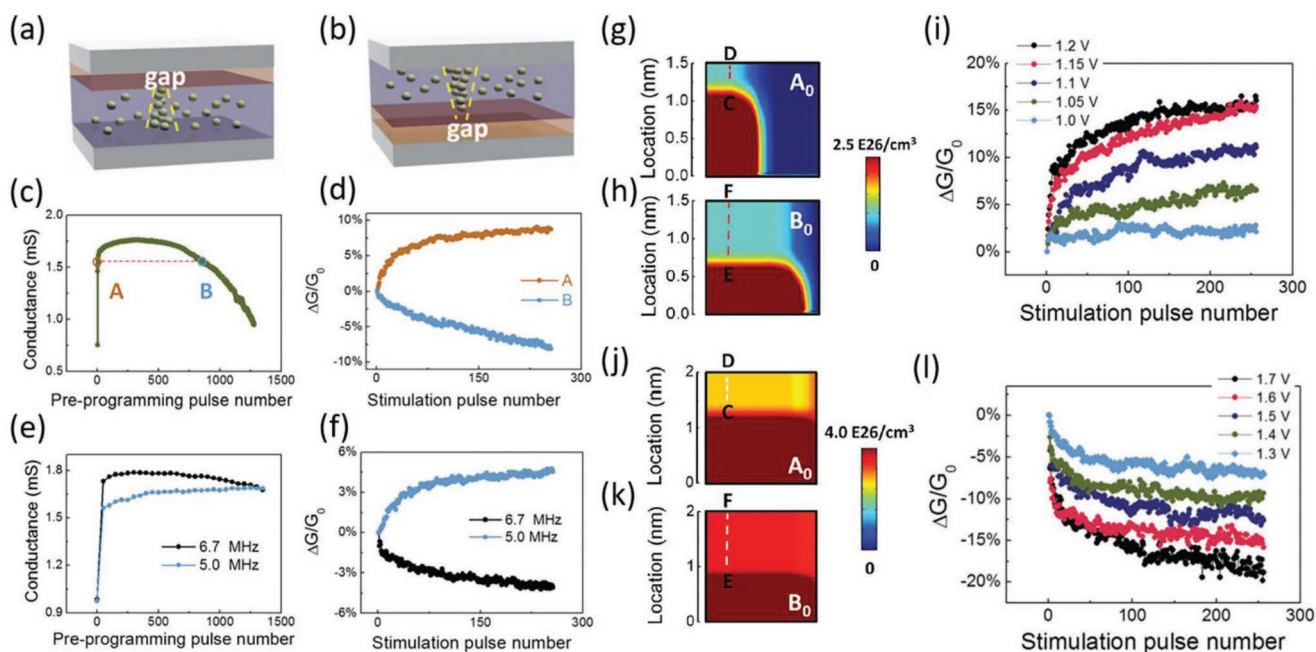 (a)
gap
(b)
gap
(c)
Conductance (mS)
2.0
1.5
1.0
0.5
A
B
0
500
1000
1500
Pre-programming pulse number
(d)
ΔG/G₀
10%
5%
0%
-5%
-10%
A
B
0
150
300
Stimulation pulse number
(e)
Conductance (mS)
1.8
1.5
1.2
0.9
6.7 MHz
5.0 MHz
0
500
1000
1500
Pre-programming pulse number
(f)
ΔG/G₀
6%
3%
0%
-3%
-6%
6.7 MHz
5.0 MHz
0
150
300
Stimulation pulse number
(g)
Location (nm)
1.5
1.0
0.5
0.0
D
C
A₀
(h)
Location (nm)
1.5
1.0
0.5
0.0
F
E
B₀
2.5 E26/cm³
0
(i)
ΔG/G₀
20%
15%
10%
5%
0%
1.2 V
1.15 V
1.1 V
1.05 V
1.0 V
0
100
200
300
Stimulation pulse number
(j)
Location (nm)
2
1
0
D
C
A₀
(k)
Location (nm)
2
1
0
F
E
B₀
4.0 E26/cm³
0
(l)
ΔG/G₀
0%
-5%
-10%
-15%
-20%
1.7 V
1.6 V
1.5 V
1.4 V
1.3 V
0
100
200
300
Stimulation pulse number